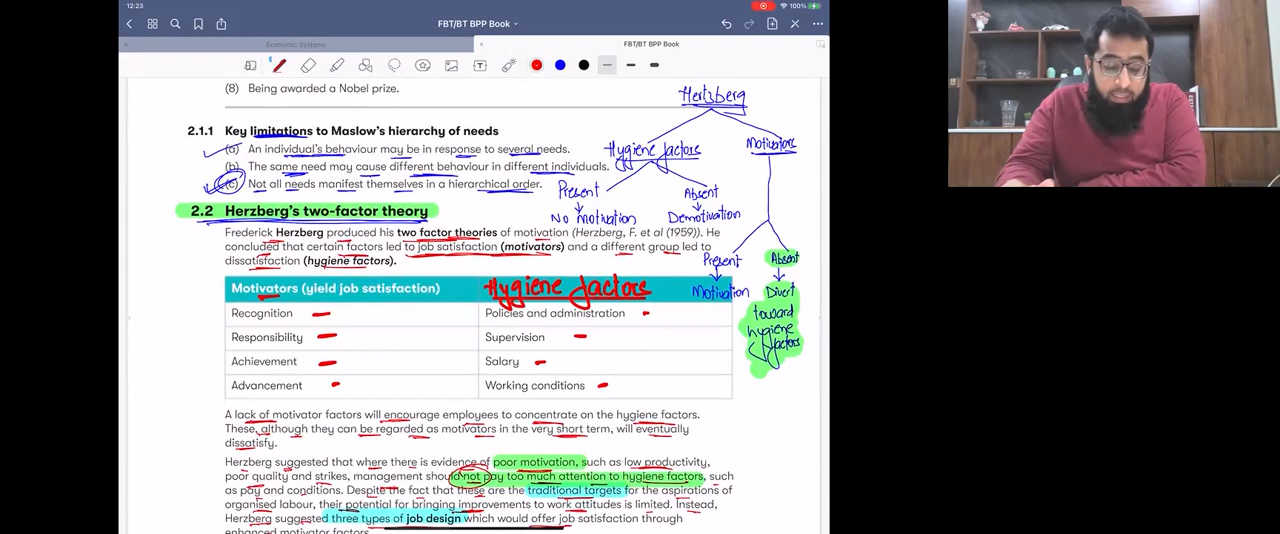 12:23
100%
FBT/BT BPP Book
Economic Systems
FBT/BT BPP Book
(8) Being awarded a Nobel prize.
2.1.1 Key limitations to Maslow's hierarchy of needs
(a) An individual's behaviour may be in response to several needs.
(b) The same need may cause different behaviour in different individuals.
(c) Not all needs manifest themselves in a hierarchical order.
Hertzberg
Hygiene factors
Motivators
Present
Absent
No Motivation
Demotivation
Present
Absent
Motivation
Divert
toward
hygiene
factors
2.2 Herzberg's two-factor theory
Frederick Herzberg produced his two factor theories of motivation (Herzberg, F. et al (1959)). He
concluded that certain factors led to job satisfaction (motivators) and a different group led to
dissatisfaction (hygiene factors).
Motivators (yield job satisfaction) Hygiene factors
Recognition Policies and administration
Responsibility Supervision
Achievement Salary
Advancement Working conditions
A lack of motivator factors will encourage employees to concentrate on the hygiene factors.
These, although they can be regarded as motivators in the very short term, will eventually
dissatisfy.
Herzberg suggested that where there is evidence of poor motivation, such as low productivity,
poor quality and strikes, management should not pay too much attention to hygiene factors, such
as pay and conditions. Despite the fact that these are the traditional targets for the aspirations of
organised labour, their potential for bringing improvements to work attitudes is limited. Instead,
Herzberg suggested three types of job design which would offer job satisfaction through
enhanced motivator factors.